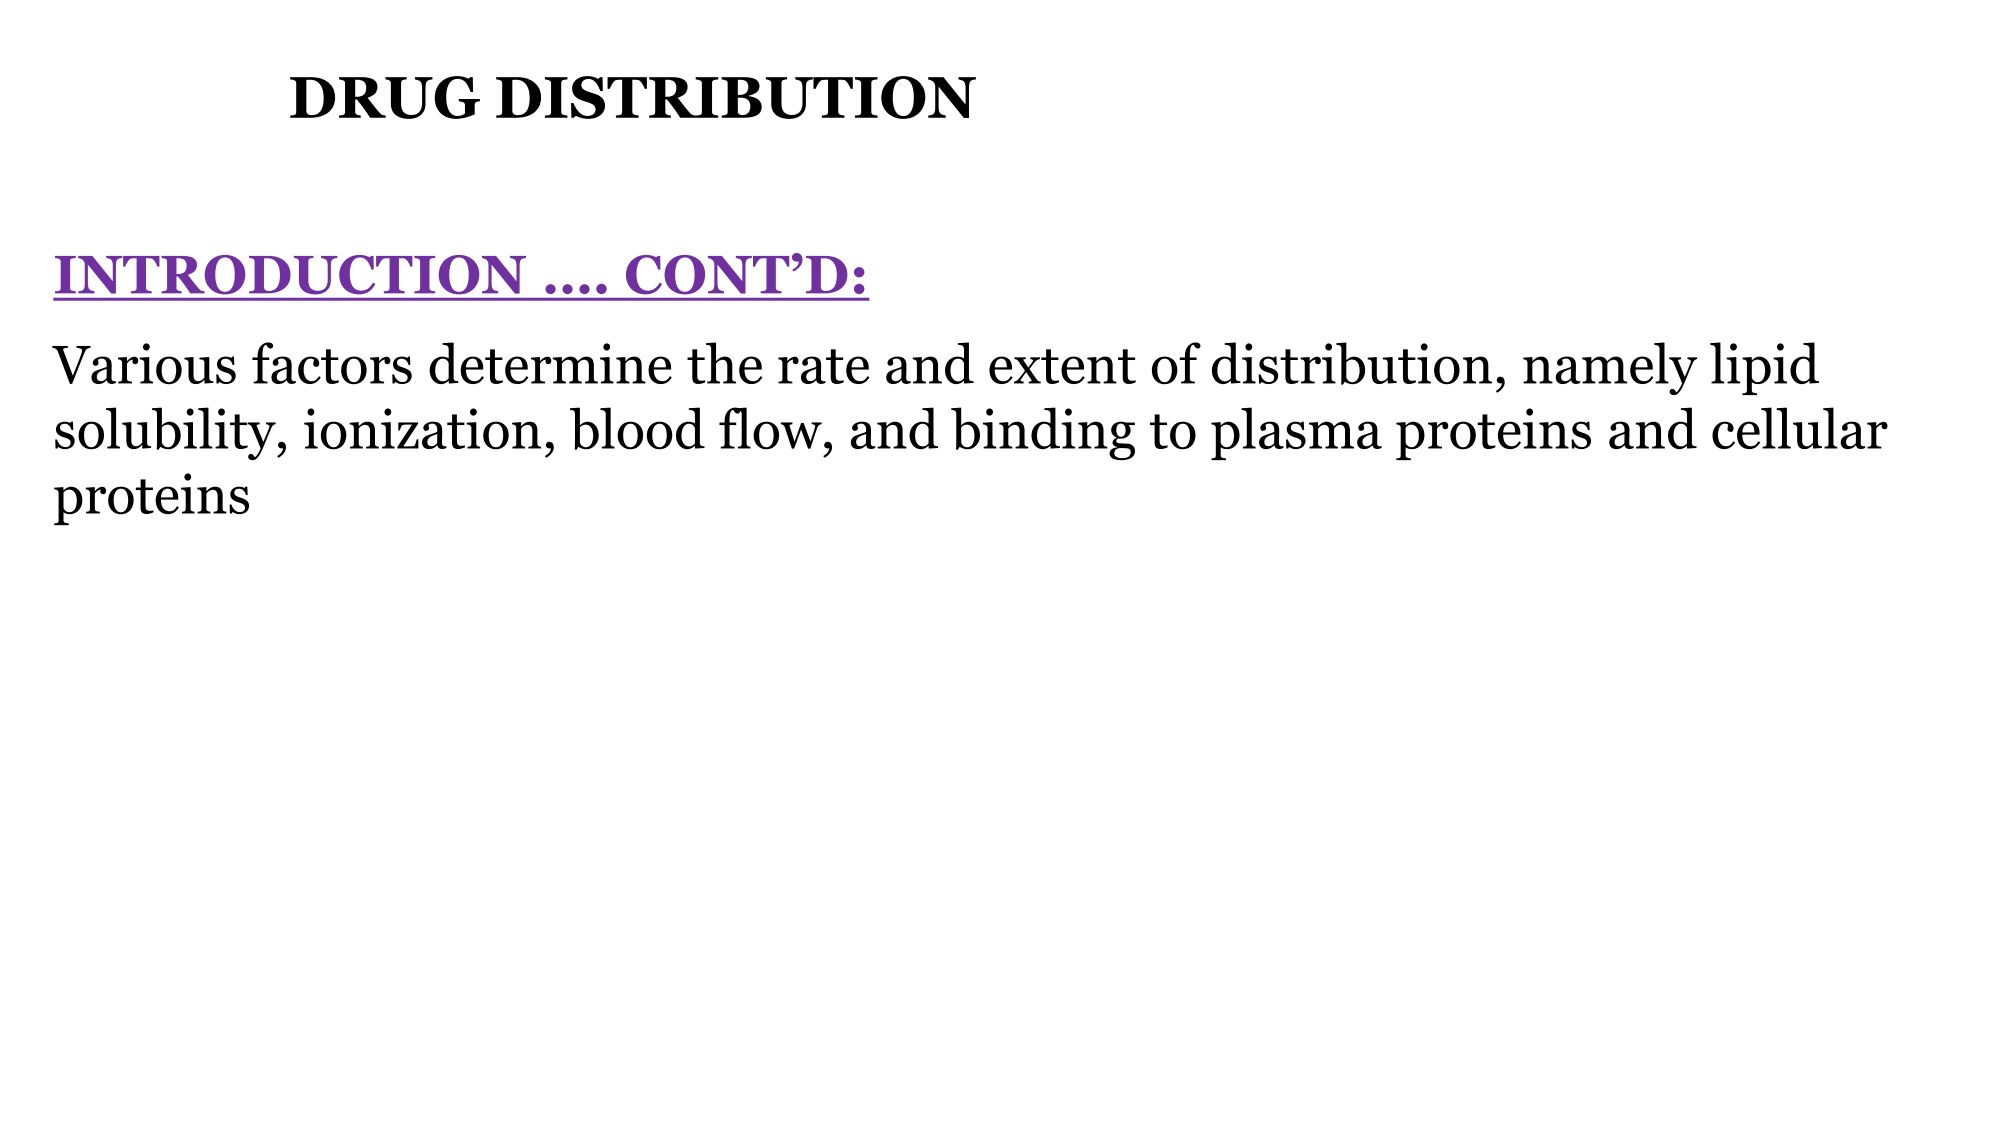 DRUG DISTRIBUTION
INTRODUCTION .... CONT’D:
Various factors determine the rate and extent of distribution, namely lipid
solubility, ionization, blood flow, and binding to plasma proteins and cellular
proteins